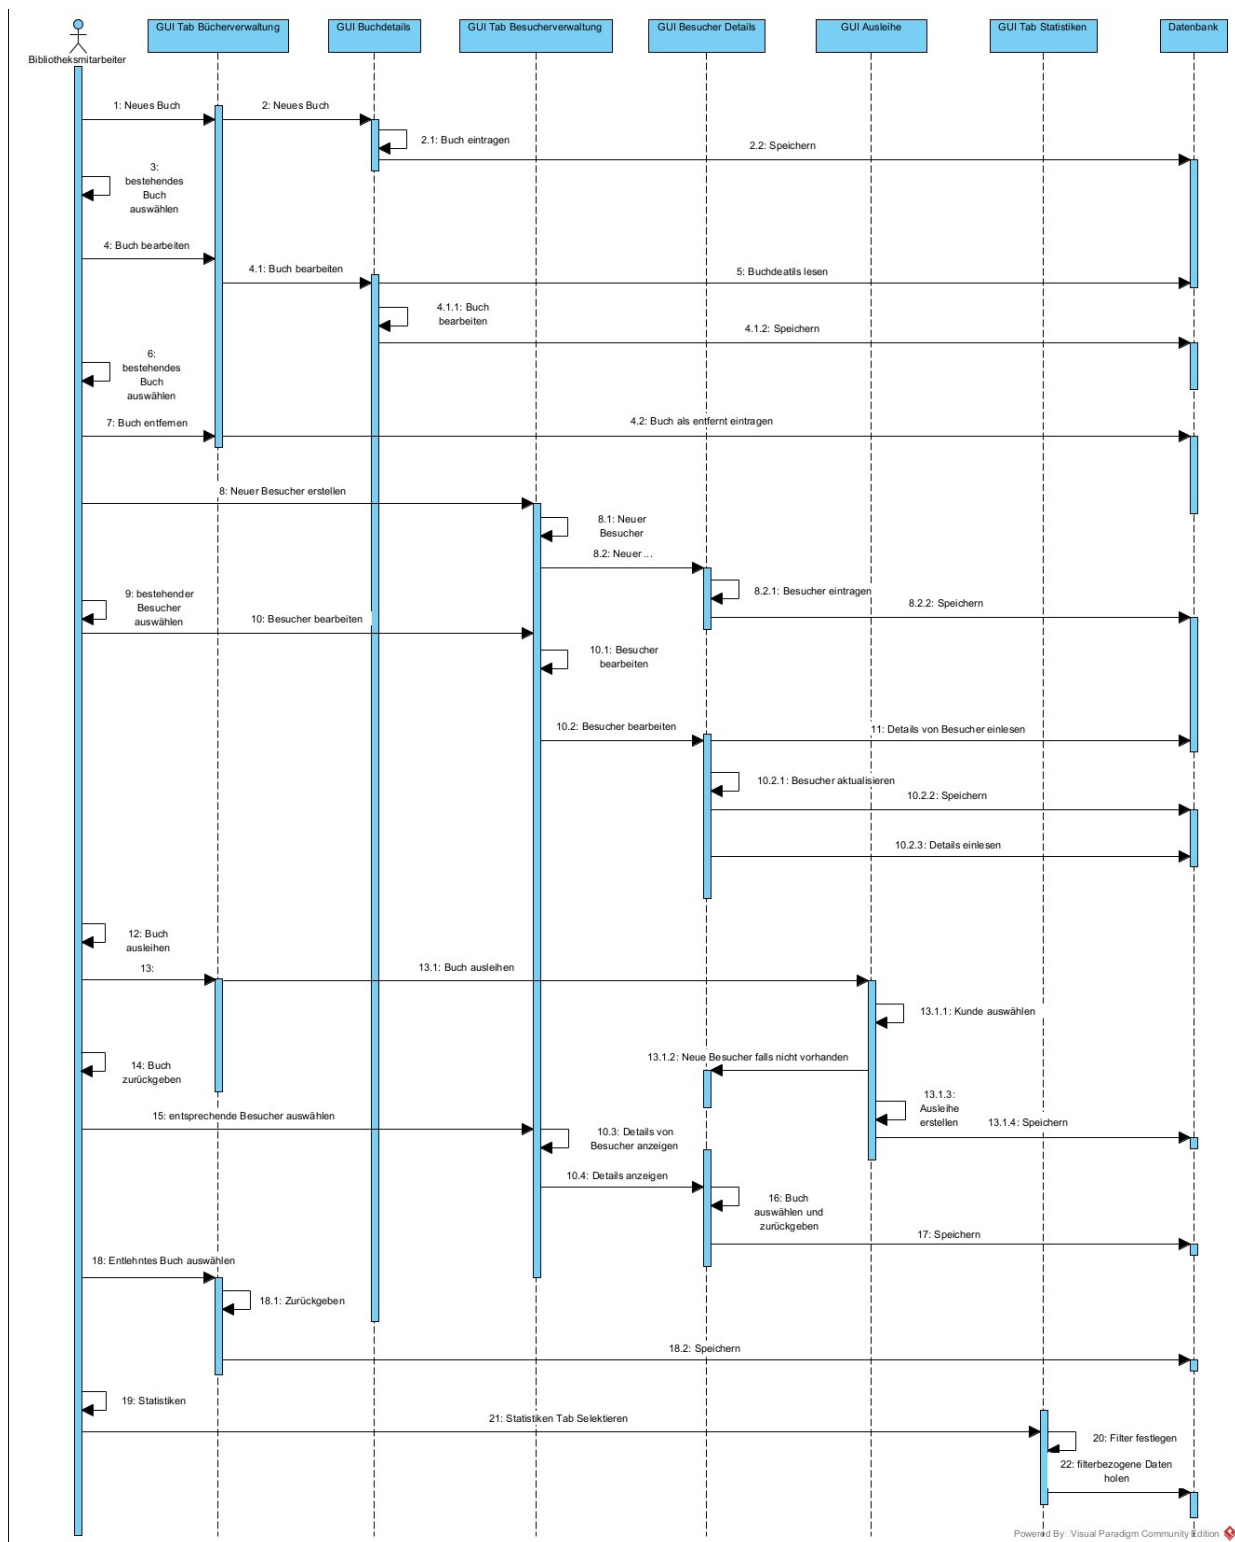 GUI Tab Bücherverwaltung
GUI Buchdetails
GUI Tab Besucherverwaltung
GUI Besucher Details
GUI Ausleihe
GUI Tab Statistiken
Datenbank
Bibliotheksmitarbeiter
1: Neues Buch
2: Neues Buch
2.1: Buch eintragen
2.2: Speichern
3:
bestehendes
Buch
auswählen
4: Buch bearbeiten
4.1: Buch bearbeiten
5: Buchdeatils lesen
4.1.1: Buch
bearbeiten
4.1.2: Speichern
6:
bestehendes
Buch
auswählen
7: Buch entfernen
4.2: Buch als entfernt eintragen
8: Neuer Besucher erstellen
8.1: Neuer
Besucher
8.2: Neuer ...
8.2.1: Besucher eintragen
8.2.2: Speichern
9: bestehender
Besucher
auswählen
10: Besucher bearbeiten
10.1: Besucher
bearbeiten
10.2: Besucher bearbeiten
11: Details von Besucher einlesen
10.2.1: Besucher aktualisieren
10.2.2: Speichern
10.2.3: Details einlesen
12: Buch
ausleihen
13:
13.1: Buch ausleihen
13.1.1: Kunde auswählen
13.1.2: Neue Besucher falls nicht vorhanden
14: Buch
zurückgeben
13.1.3:
Ausleihe
erstellen
13.1.4: Speichern
15: entsprechende Besucher auswählen
10.3: Details von
Besucher anzeigen
10.4: Details anzeigen
16: Buch
auswählen und
zurückgeben
17: Speichern
18: Entlehntes Buch auswählen
18.1: Zurückgeben
18.2: Speichern
19: Statistiken
21: Statistiken Tab Selektieren
20: Filter festlegen
22: filterbezogene Daten
holen
Powered By Visual Paradigm Community Edition